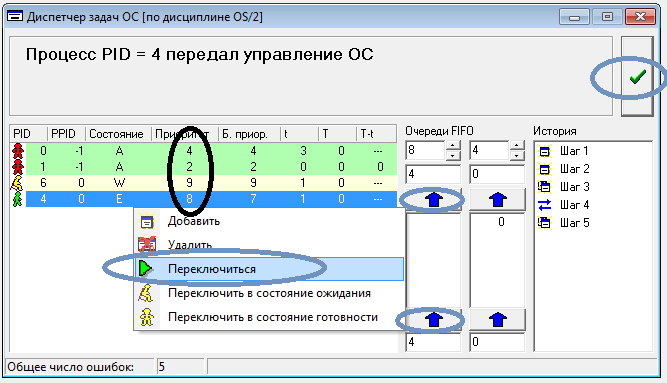 Диспетчер задач ОС [по дисциплине OS/2]
Процесс PID = 4 передал управление ОС
PID PPID Состояние Приоритет Б. приор. t T T-t
0 -1 A 4 4 3 0 ---
1 -1 A 2 2 0 0 0
6 0 W 9 9 1 0 ---
4 0 E 8 7 1 0 ---
Добавить
Удалить
Переключиться
Переключить в состояние ожидания
Переключить в состояние готовности
Очереди FIFO
8 4
4 0
0
4 0
История
Шаг 1
Шаг 2
Шаг 3
Шаг 4
Шаг 5
Общее число ошибок: 5